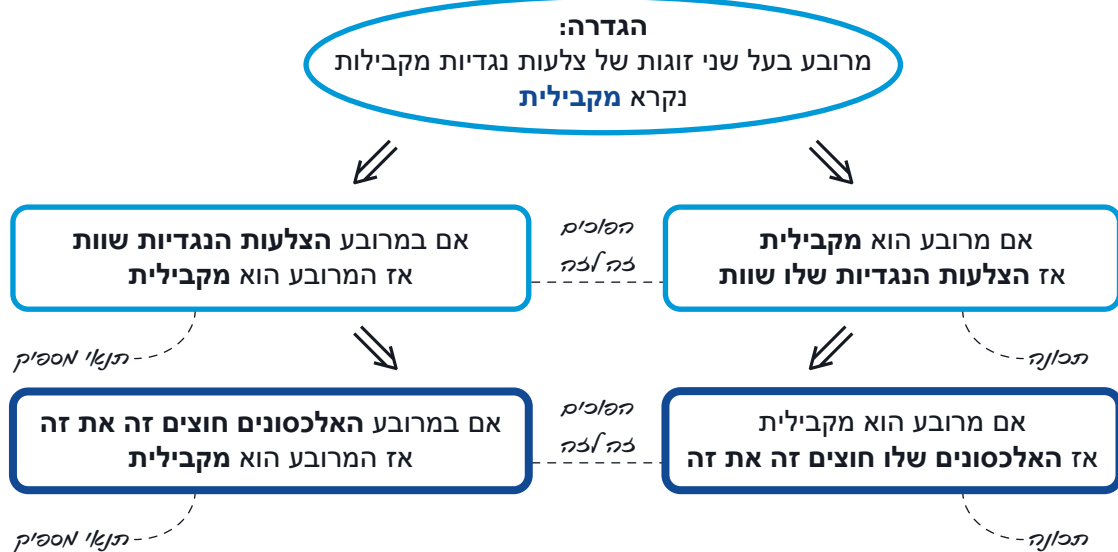 הגדרה:
מרובע בעל שני זוגות של צלעות נגדיות מקבילות
נקרא מקבילית
אם מרובע הוא מקבילית
אז הצלעות הנגדיות שלו שוות
הפוכים
זה לזה
אם במרובע הצלעות הנגדיות שוות
אז המרובע הוא מקבילית
תכונה
תנאי מספיק
אם מרובע הוא מקבילית
אז האלכסונים שלו חוצים זה את זה
הפוכים
זה לזה
אם במרובע האלכסונים חוצים זה את זה
אז המרובע הוא מקבילית
תכונה
תנאי מספיק